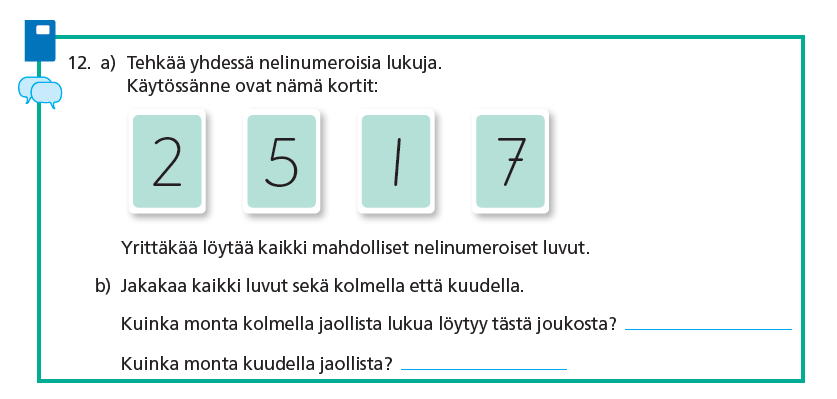 12. a) Tehkää yhdessä nelinumeroisia lukuja.
Käytössänne ovat nämä kortit:
2 5 1 7
Yrittäkää löytää kaikki mahdolliset nelinumeroiset luvut.
b) Jakakaa kaikki luvut sekä kolmella että kuudella.
Kuinka monta kolmella jaollista lukua löytyy tästä joukosta?
Kuinka monta kuudella jaollista?